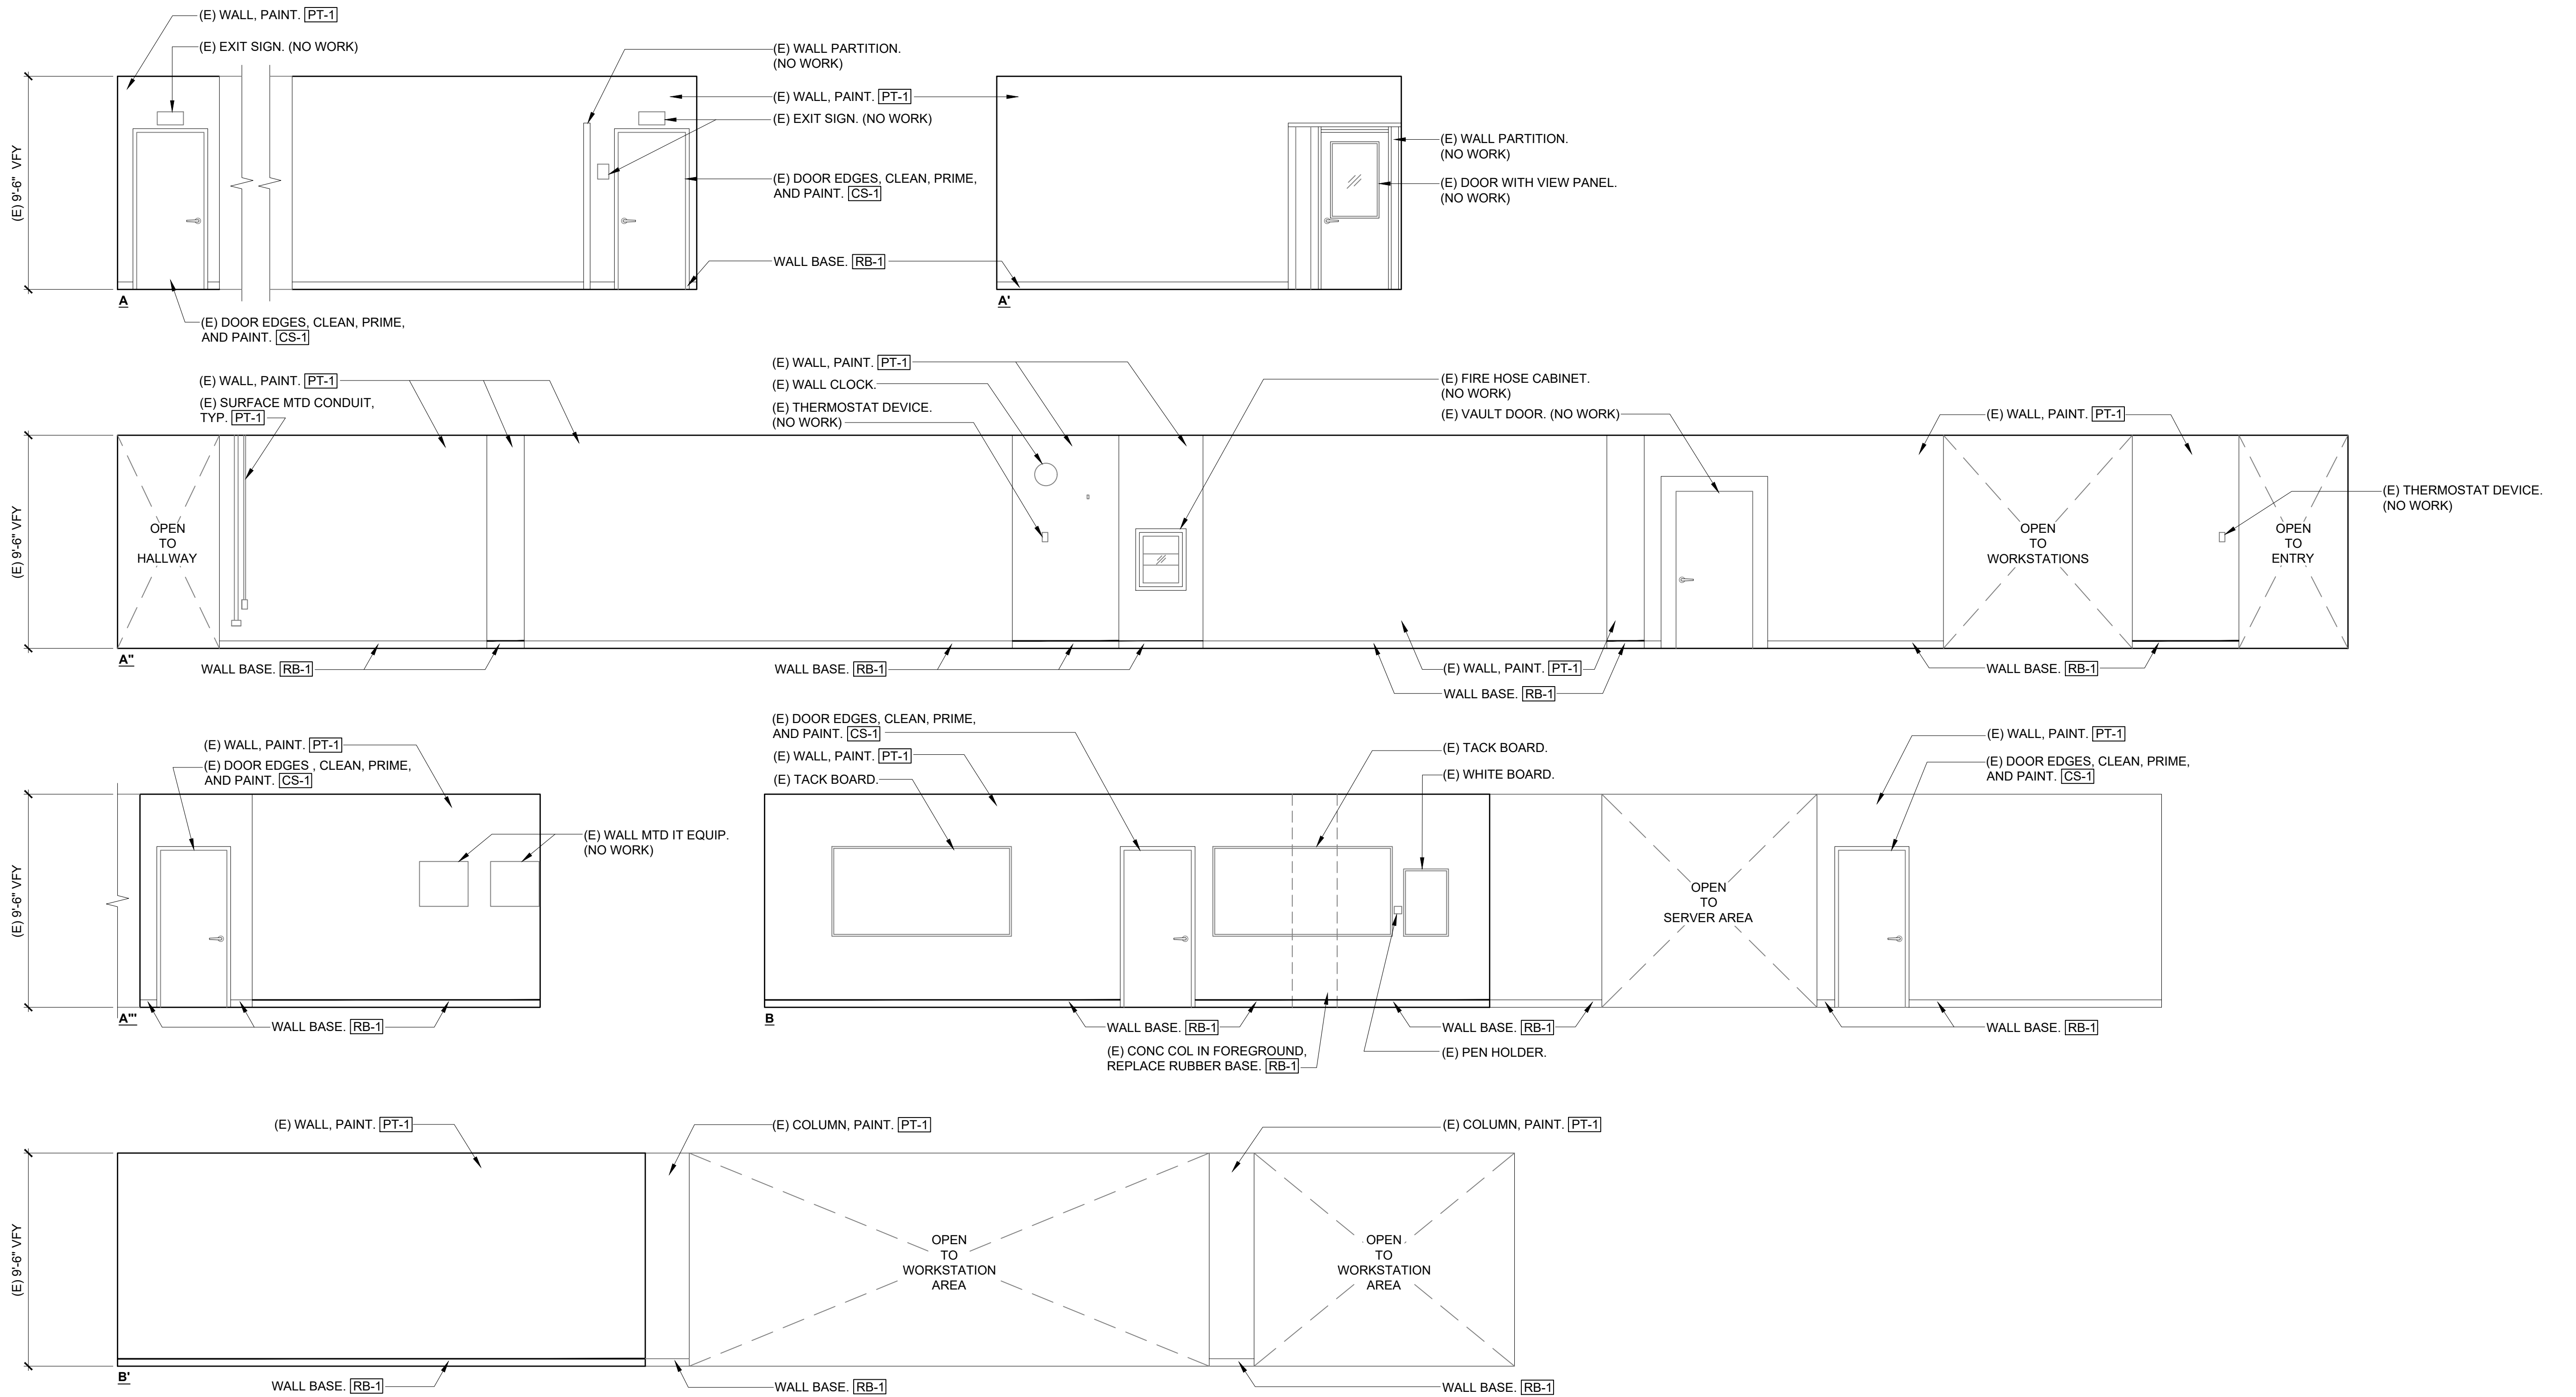 (E) WALL, PAINT. PT-1
(E) EXIT SIGN. (NO WORK)
(E) WALL PARTITION.
(NO WORK)
(E) WALL, PAINT. PT-1
(E) EXIT SIGN. (NO WORK)
(E) WALL PARTITION.
(NO WORK)
(E) DOOR EDGES, CLEAN, PRIME,
AND PAINT. CS-1
(E) DOOR WITH VIEW PANEL.
(NO WORK)
(E) 9'-6" VFY
WALL BASE. RB-1
A
A'
(E) DOOR EDGES, CLEAN, PRIME,
AND PAINT. CS-1
(E) WALL, PAINT. PT-1
(E) SURFACE MTD CONDUIT,
TYP. PT-1
(E) WALL, PAINT. PT-1
(E) WALL CLOCK.
(E) THERMOSTAT DEVICE.
(NO WORK)
(E) FIRE HOSE CABINET.
(NO WORK)
(E) VAULT DOOR. (NO WORK)
(E) WALL, PAINT. PT-1
(E) THERMOSTAT DEVICE.
(NO WORK)
(E) 9'-6" VFY
OPEN
TO
HALLWAY
OPEN
TO
WORKSTATIONS
OPEN
TO
ENTRY
A"
WALL BASE. RB-1
WALL BASE. RB-1
(E) WALL, PAINT. PT-1
WALL BASE. RB-1
WALL BASE. RB-1
(E) WALL, PAINT. PT-1
(E) DOOR EDGES , CLEAN, PRIME,
AND PAINT. CS-1
(E) WALL MTD IT EQUIP.
(NO WORK)
(E) DOOR EDGES, CLEAN, PRIME,
AND PAINT. CS-1
(E) WALL, PAINT. PT-1
(E) TACK BOARD.
(E) TACK BOARD.
(E) WHITE BOARD.
(E) WALL, PAINT. PT-1
(E) DOOR EDGES, CLEAN, PRIME,
AND PAINT. CS-1
(E) 9'-6" VFY
OPEN
TO
SERVER AREA
A"'
B
WALL BASE. RB-1
WALL BASE. RB-1
WALL BASE. RB-1
WALL BASE. RB-1
(E) CONC COL IN FOREGROUND,
REPLACE RUBBER BASE. RB-1
(E) PEN HOLDER.
(E) WALL, PAINT. PT-1
(E) COLUMN, PAINT. PT-1
(E) COLUMN, PAINT. PT-1
(E) 9'-6" VFY
OPEN
TO
WORKSTATION
AREA
OPEN
TO
WORKSTATION
AREA
B'
WALL BASE. RB-1
WALL BASE. RB-1
WALL BASE. RB-1